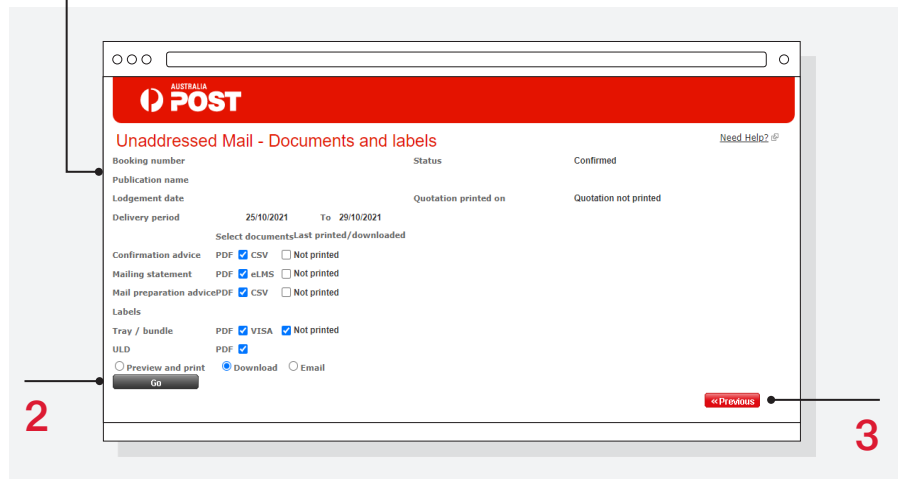 AUSTRALIA
POST
Unaddressed Mail - Documents and labels
Need Help?
Booking number Status Confirmed
Publication name
Lodgement date Quotation printed on Quotation not printed
Delivery period 25/10/2021 To 29/10/2021
Select documents Last printed/downloaded
Confirmation advice PDF CSV Not printed
Mailing statement PDF eLMS Not printed
Mail preparation advice PDF CSV Not printed
Labels
Tray / bundle PDF VISA Not printed
ULD PDF
Preview and print Download Email
Go
2
«Previous
3